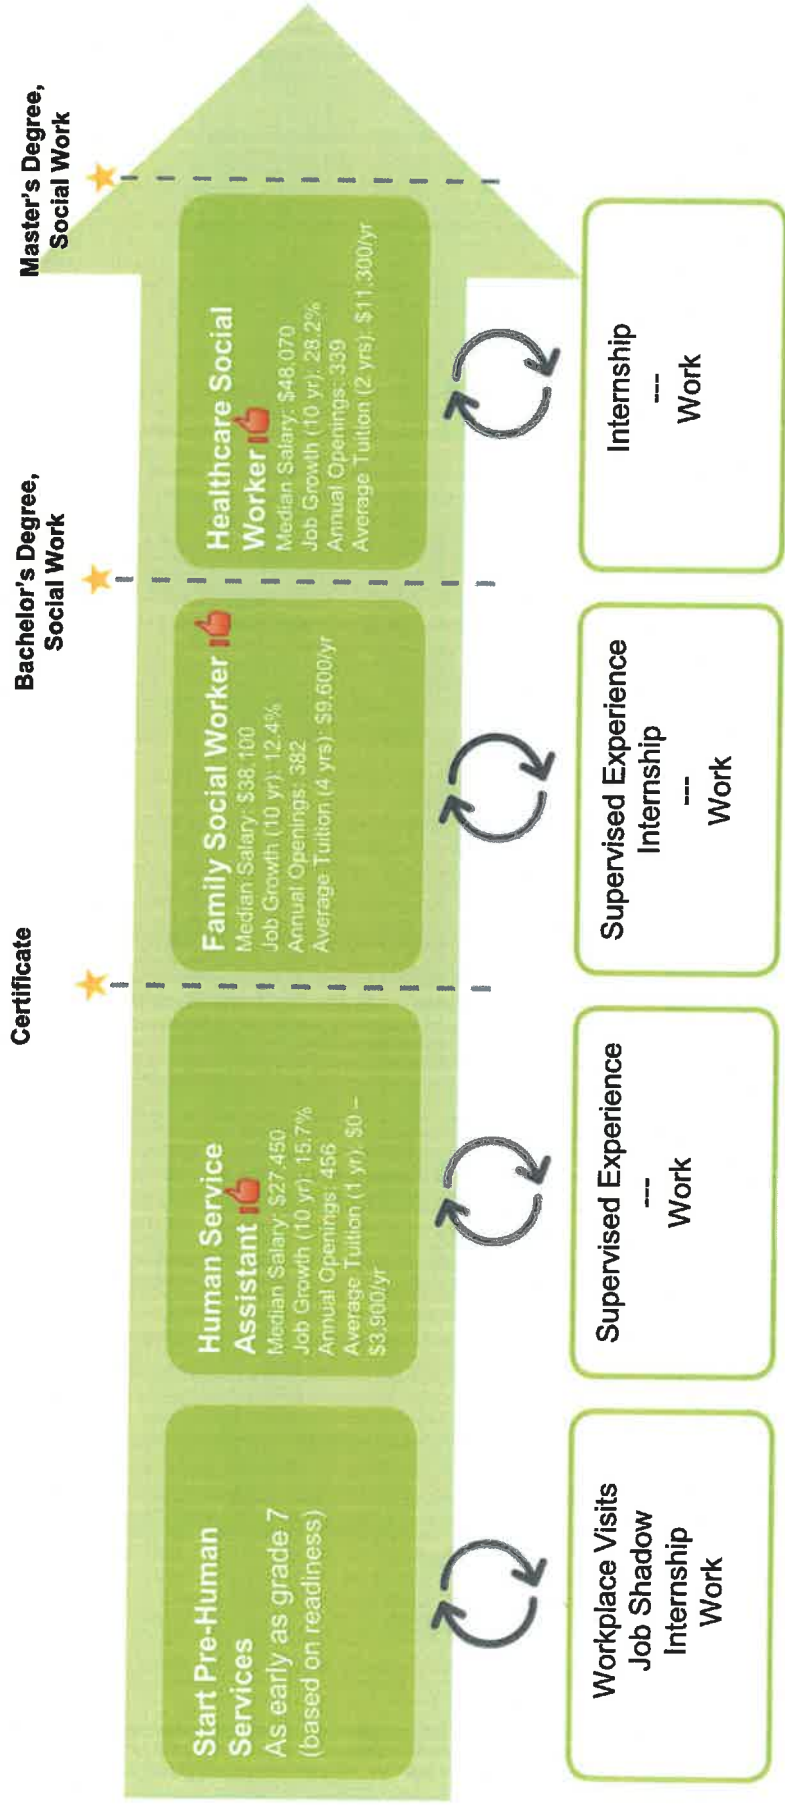 Certificate
Bachelor's Degree,
Social Work
Master's Degree,
Social Work
Start Pre-Human
Services
As early as grade 7
(based on readiness)
Human Service
Assistant
Median Salary: $27,450
Job Growth (10 yr): 15.7%
Annual Openings: 456
Average Tuition (1 yr): $0 –
$3,900/yr
Family Social Worker
Median Salary: $38,100
Job Growth (10 yr): 12.4%
Annual Openings: 382
Average Tuition (4 yrs): $9,600/yr
Healthcare Social
Worker
Median Salary: $48,070
Job Growth (10 yr): 28.2%
Annual Openings: 339
Average Tuition (2 yrs): $11,300/yr
Workplace Visits
Job Shadow
Internship
Work
Supervised Experience
---
Work
Supervised Experience
Internship
---
Work
Internship
---
Work